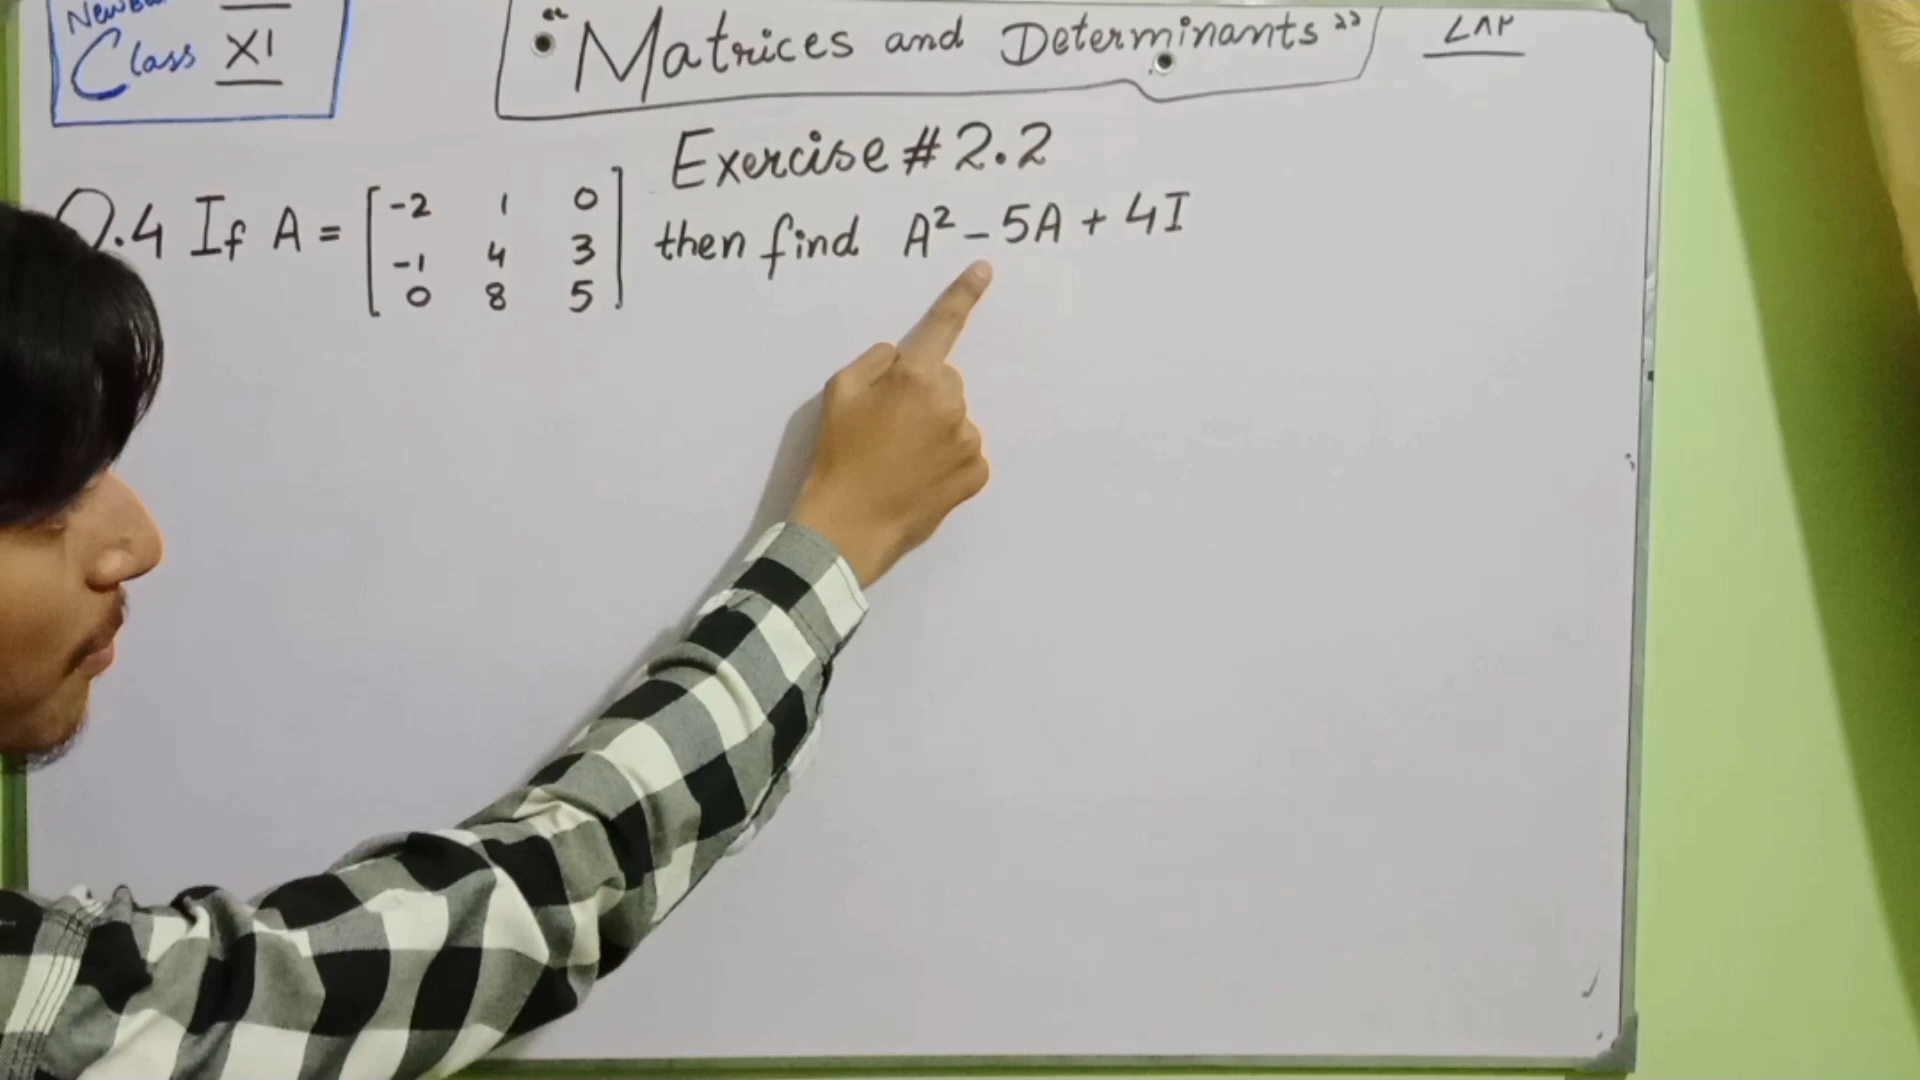 Class XI
"Matrices and Determinants"
Exercise # 2.2
Q.4 If A = [ -2 1 0 ] then find A² - 5A + 4I
-1 4 3
0 8 5